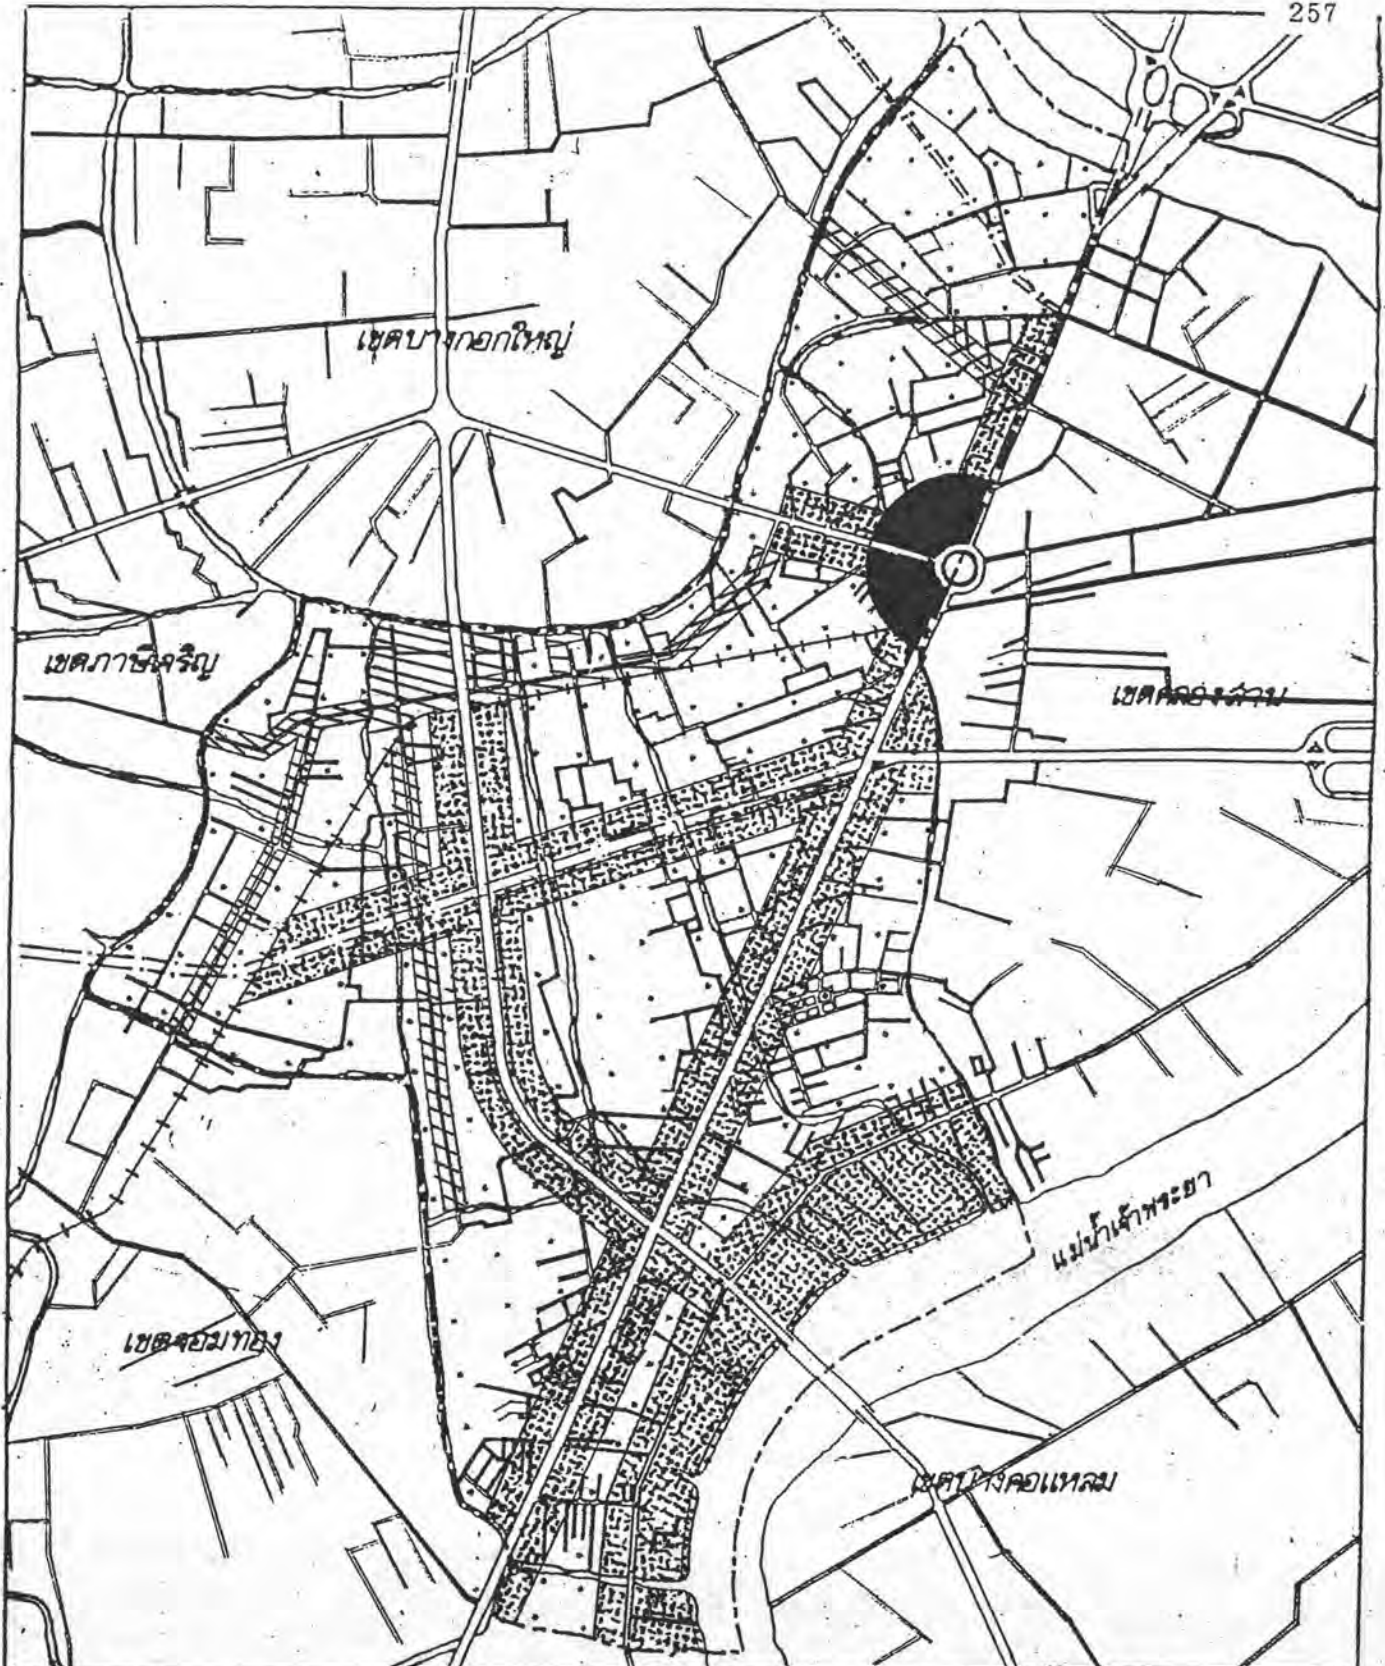 257
เขตบางกอกใหญ่
เขตภาษีเจริญ
เขตคลองสาน
แม่น้ำเจ้าพระยา
เขตจอมทอง
เขตบางคอแหลม